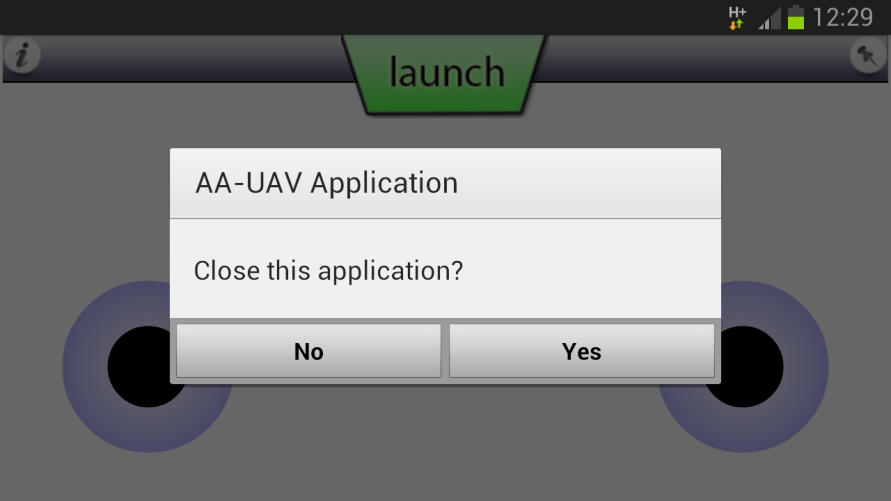 H+ 12:29
i launch
AA-UAV Application
Close this application?
No Yes